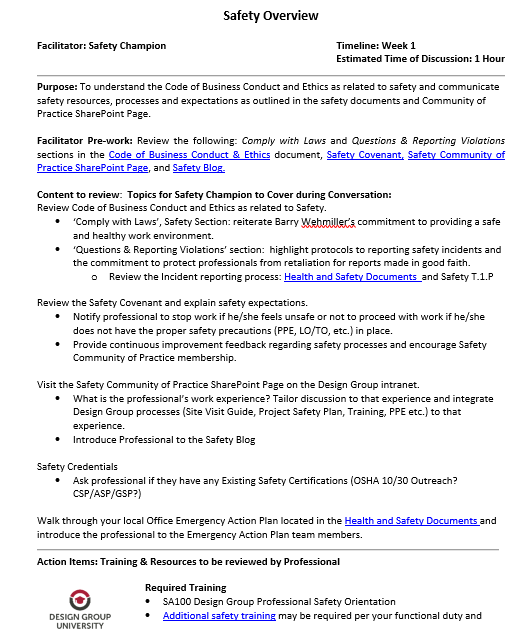 Safety Overview
Facilitator: Safety Champion Timeline: Week 1
Estimated Time of Discussion: 1 Hour
Purpose: To understand the Code of Business Conduct and Ethics as related to safety and communicate
safety resources, processes and expectations as outlined in the safety documents and Community of
Practice SharePoint Page.
Facilitator Pre-work: Review the following: Comply with Laws and Questions & Reporting Violations
sections in the Code of Business Conduct & Ethics document, Safety Covenant, Safety Community of
Practice SharePoint Page, and Safety Blog.
Content to review: Topics for Safety Champion to Cover during Conversation:
Review Code of Business Conduct and Ethics as related to Safety.
• 'Comply with Laws', Safety Section: reiterate Barry Wehmiller's commitment to providing a safe
and healthy work environment.
• 'Questions & Reporting Violations' section: highlight protocols to reporting safety incidents and
the commitment to protect professionals from retaliation for reports made in good faith.
o Review the Incident reporting process: Health and Safety Documents and Safety T.1.P
Review the Safety Covenant and explain safety expectations.
• Notify professional to stop work if he/she feels unsafe or not to proceed with work if he/she
does not have the proper safety precautions (PPE, LO/TO, etc.) in place.
• Provide continuous improvement feedback regarding safety processes and encourage Safety
Community of Practice membership.
Visit the Safety Community of Practice SharePoint Page on the Design Group intranet.
• What is the professional's work experience? Tailor discussion to that experience and integrate
Design Group processes (Site Visit Guide, Project Safety Plan, Training, PPE etc.) to that
experience.
• Introduce Professional to the Safety Blog
Safety Credentials
• Ask professional if they have any Existing Safety Certifications (OSHA 10/30 Outreach?
CSP/ASP/GSP?)
Walk through your local Office Emergency Action Plan located in the Health and Safety Documents and
introduce the professional to the Emergency Action Plan team members.
Action Items: Training & Resources to be reviewed by Professional
Required Training
• SA100 Design Group Professional Safety Orientation
• Additional safety training may be required per your functional duty and
DESIGN GROUP
UNIVERSITY